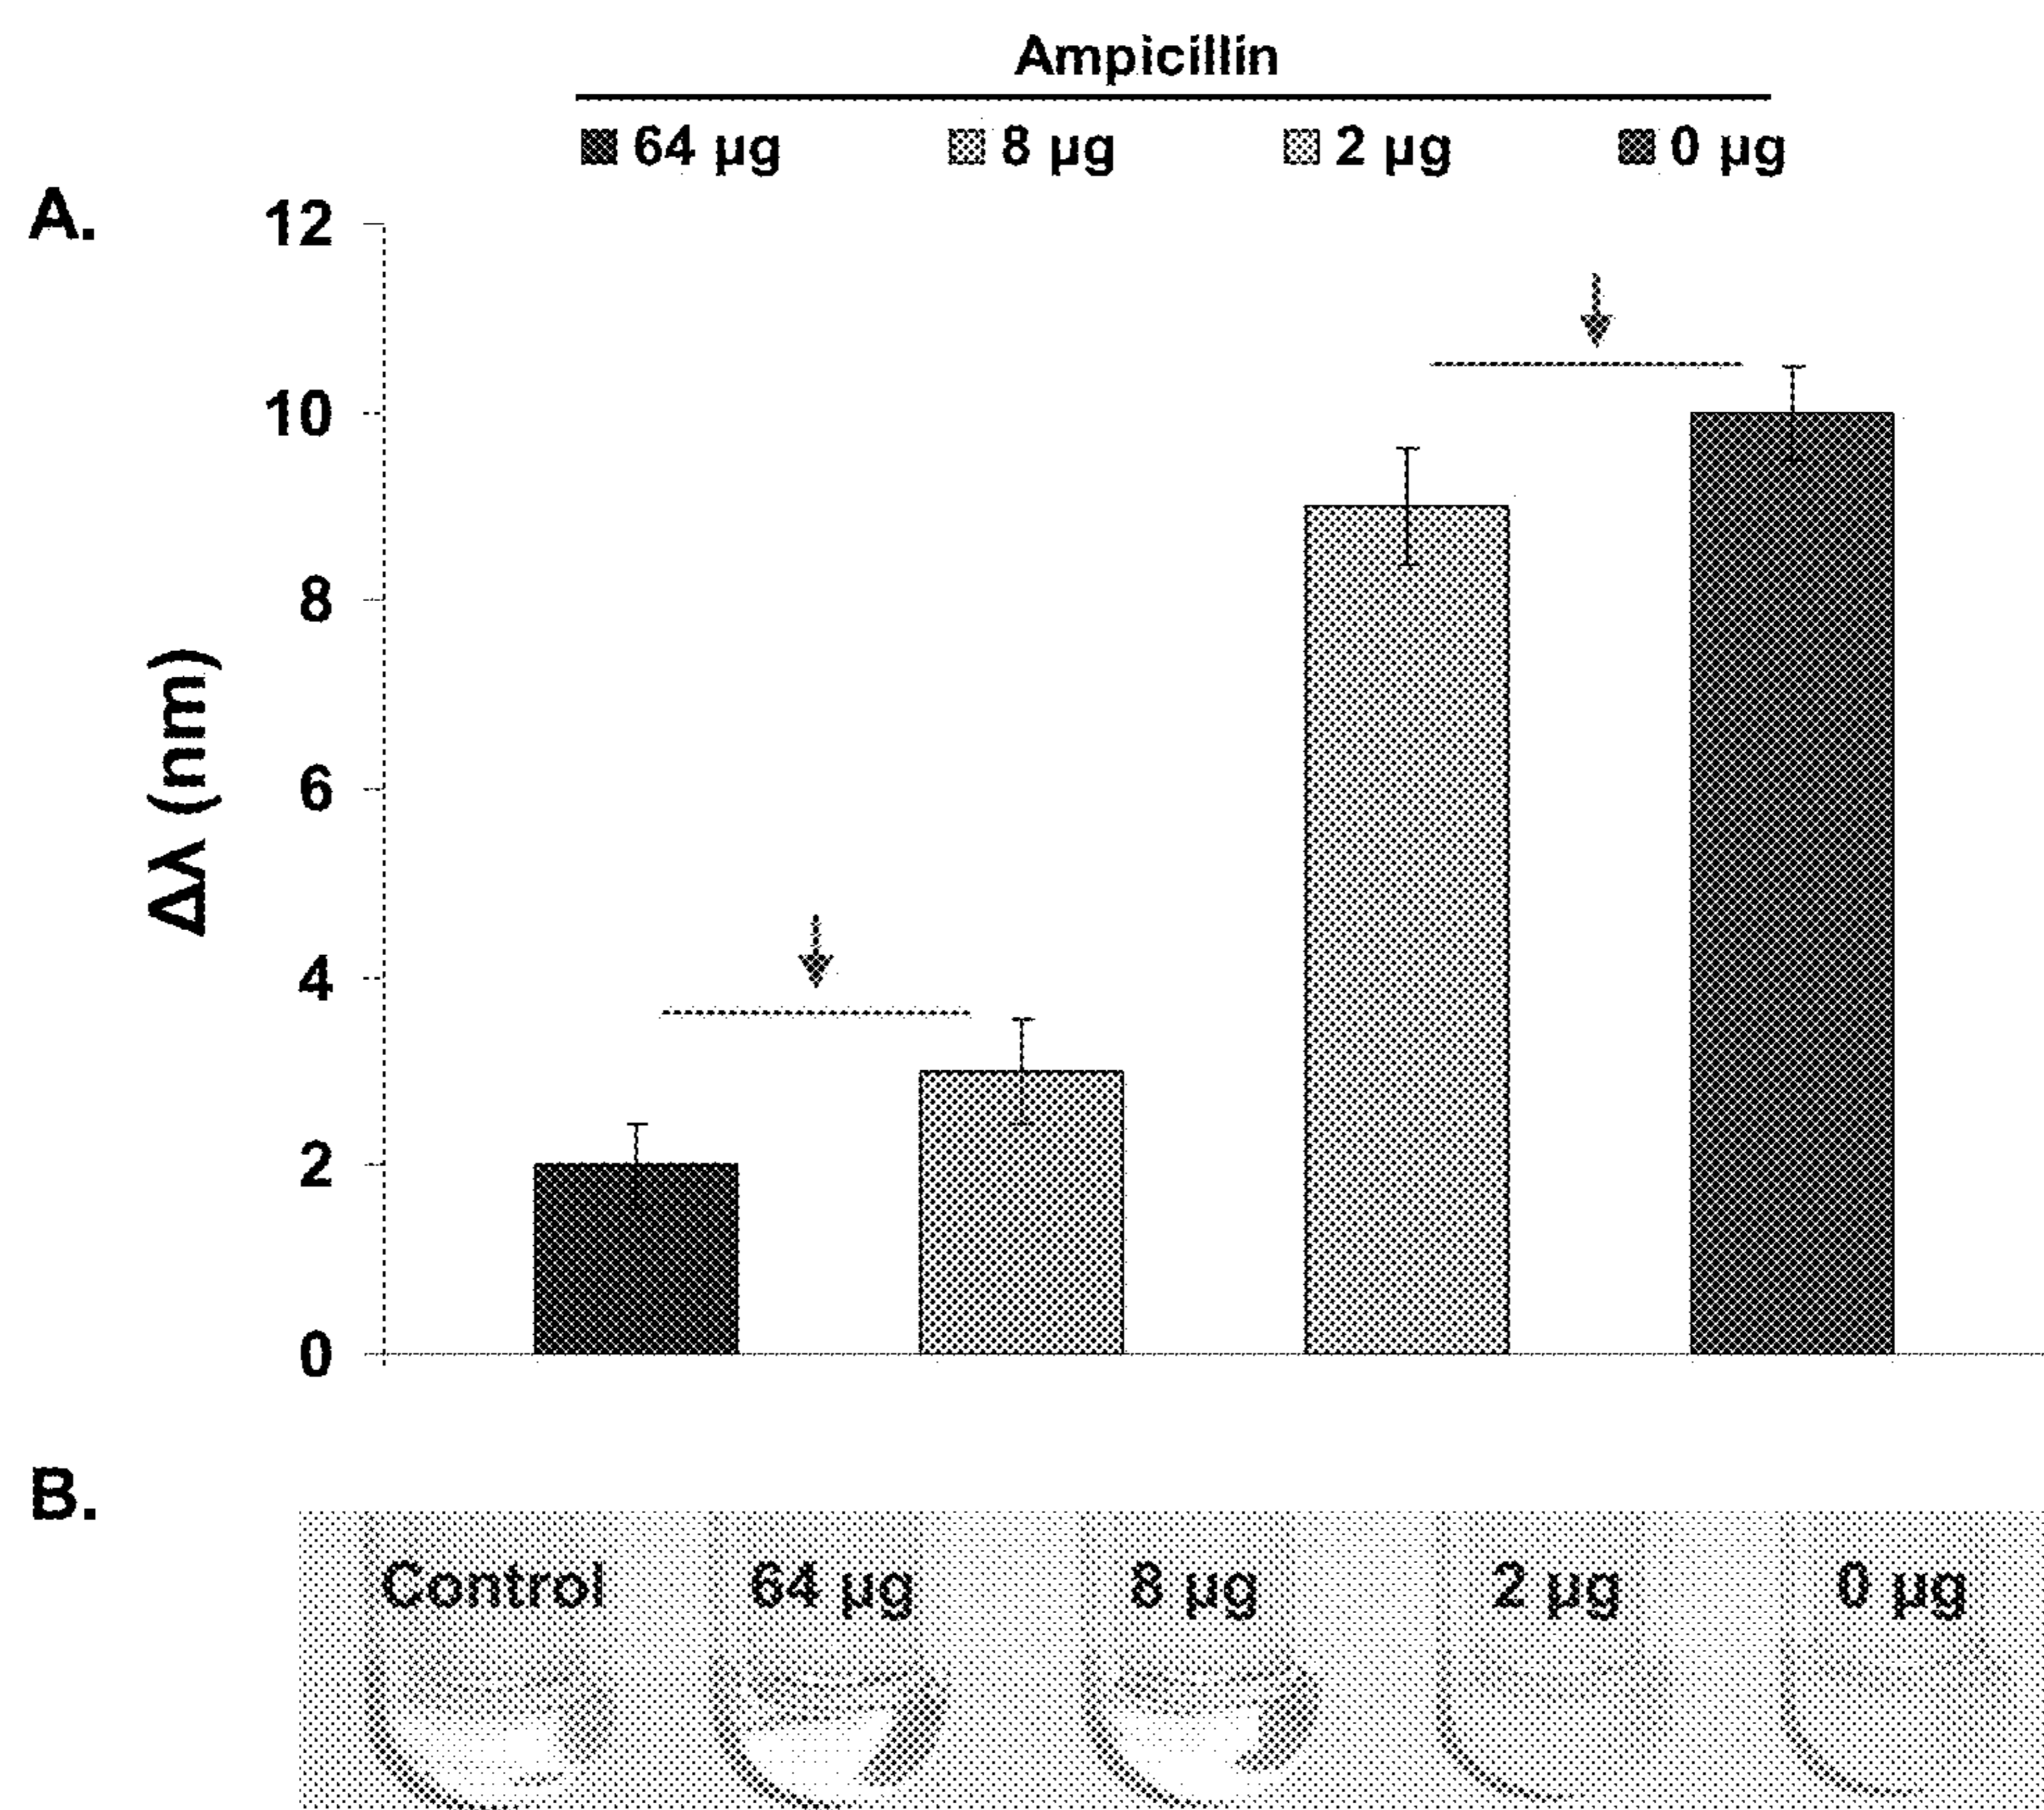 Ampicillin
64 µg 8 µg 2 µg 0 µg
A.
12
10
8
6
4
2
0
Δλ (nm)
B.
Control 64 µg 8 µg 2 µg 0 µg